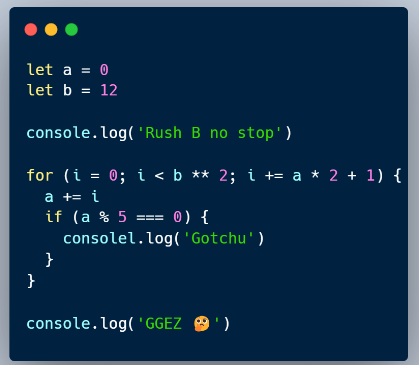 let a = 0
let b = 12
console.log('Rush B no stop')
for (i = 0; i < b ** 2; i += a * 2 + 1) {
a += i
if (a % 5 === 0) {
consolel.log('Gotchu')
}
}
console.log('GGEZ 🤔')